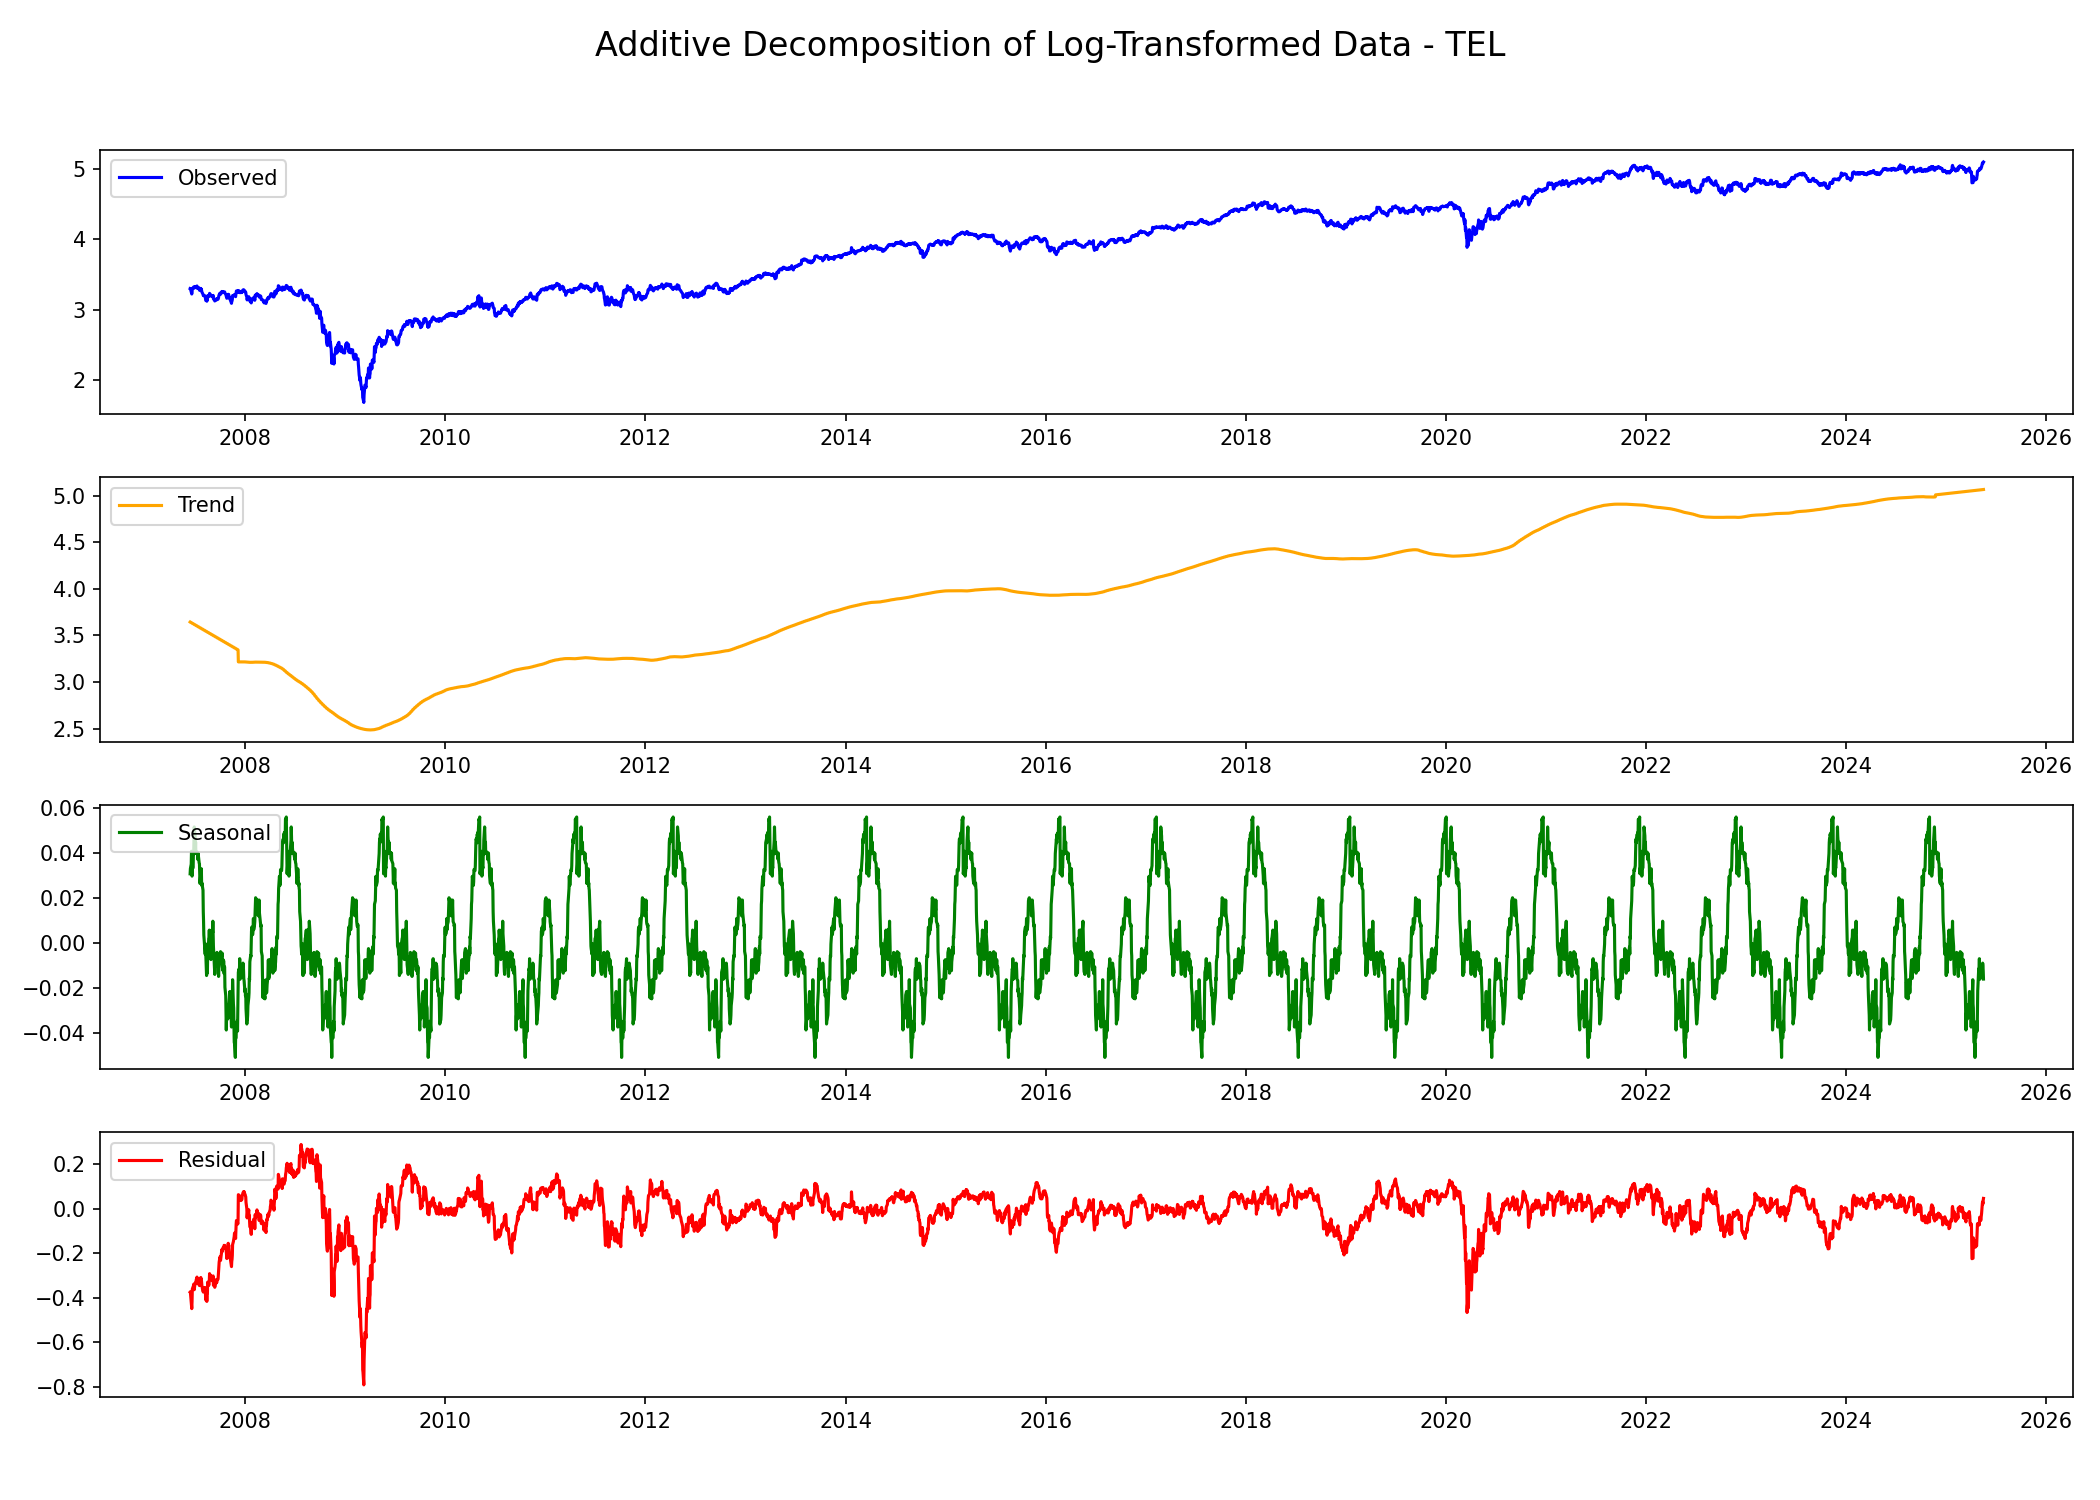 Additive Decomposition of Log-Transformed Data - TEL
Observed
5
4
3
2
2008 2010 2012 2014 2016 2018 2020 2022 2024 2026
Trend
5.0
4.5
4.0
3.5
3.0
2.5
2008 2010 2012 2014 2016 2018 2020 2022 2024 2026
0.06
Seasonal
0.04
0.02
0.00
−0.02
−0.04
2008 2010 2012 2014 2016 2018 2020 2022 2024 2026
Residual
0.2
0.0
−0.2
−0.4
−0.6
−0.8
2008 2010 2012 2014 2016 2018 2020 2022 2024 2026